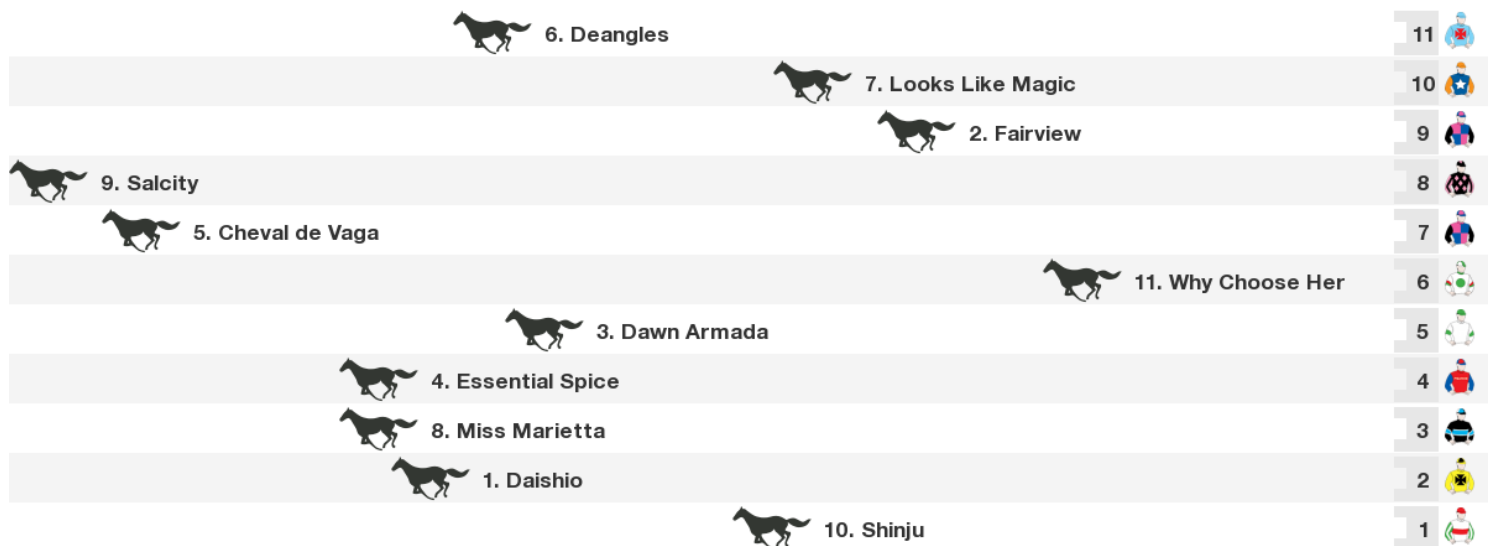 6. Deangles 11
7. Looks Like Magic 10
2. Fairview 9
9. Salcity 8
5. Cheval de Vaga 7
11. Why Choose Her 6
3. Dawn Armada 5
4. Essential Spice 4
8. Miss Marietta 3
1. Daishio 2
10. Shinju 1